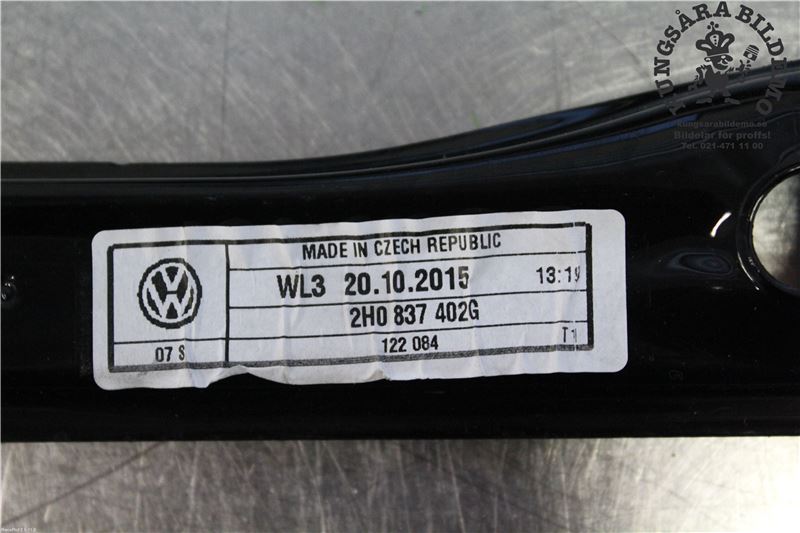 KUNGSÅRA BILDEMO
kungsarabildemo.se
Bildelar för proffs!
Tel. 021-471 11 00
MADE IN CZECH REPUBLIC
WL3 20.10.2015 13:19
2H0 837 402G
07 S 122 084 T1